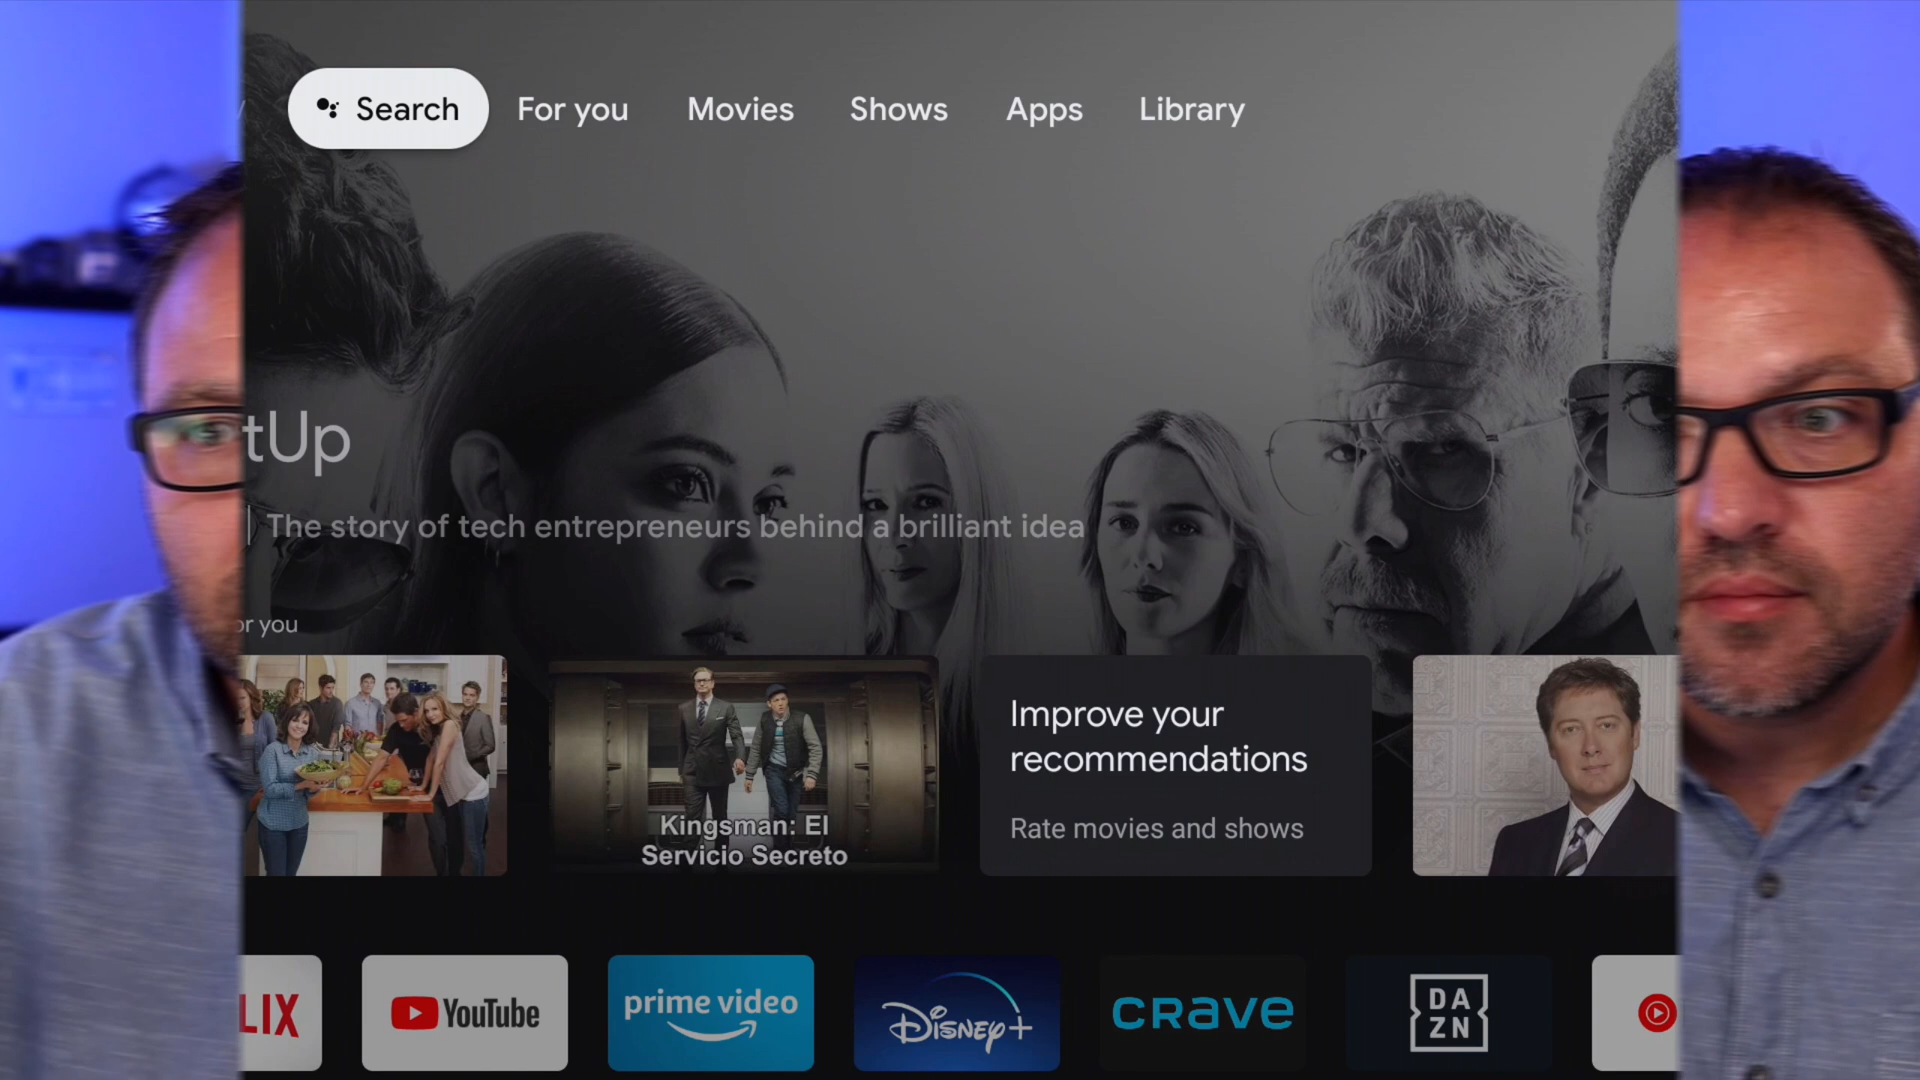 Search
For you
Movies
Shows
Apps
Library
tUp
The story of tech entrepreneurs behind a brilliant idea
or you
Kingsman: El
Servicio Secreto
Improve your
recommendations
Rate movies and shows
LIX
YouTube
prime video
Disney+
crave
DA
ZN